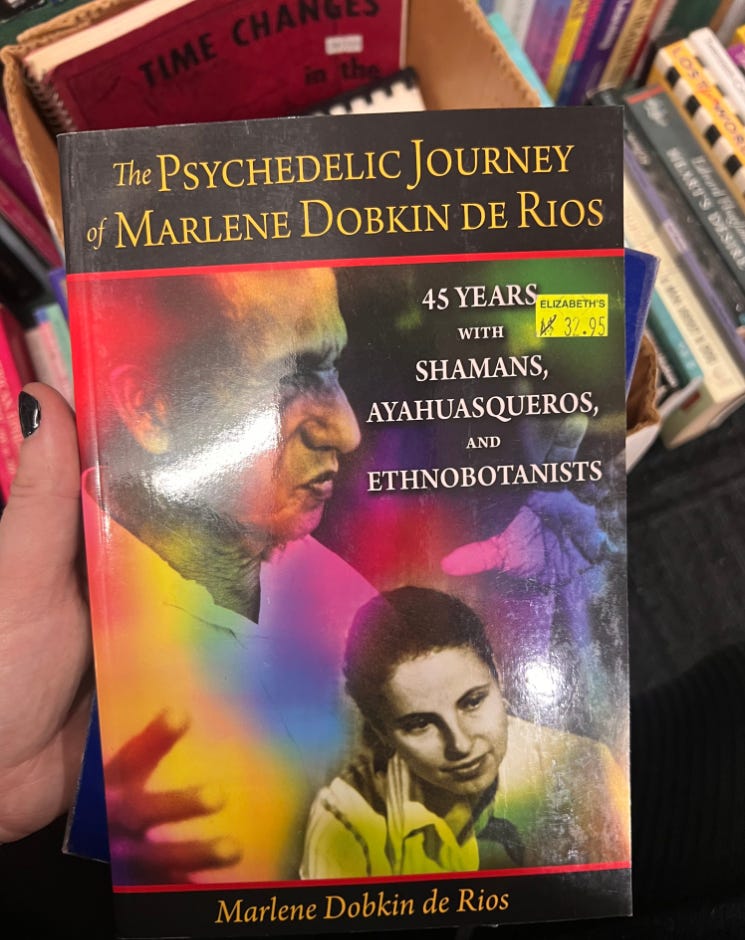 TIME CHANGES
in the
The PSYCHEDELIC JOURNEY
of MARLENE DOBKIN DE RIOS
45 YEARS
WITH
SHAMANS,
AYAHUASQUEROS,
AND
ETHNOBOTANISTS
ELIZABETH'S
32.95
Marlene Dobkin de Rios